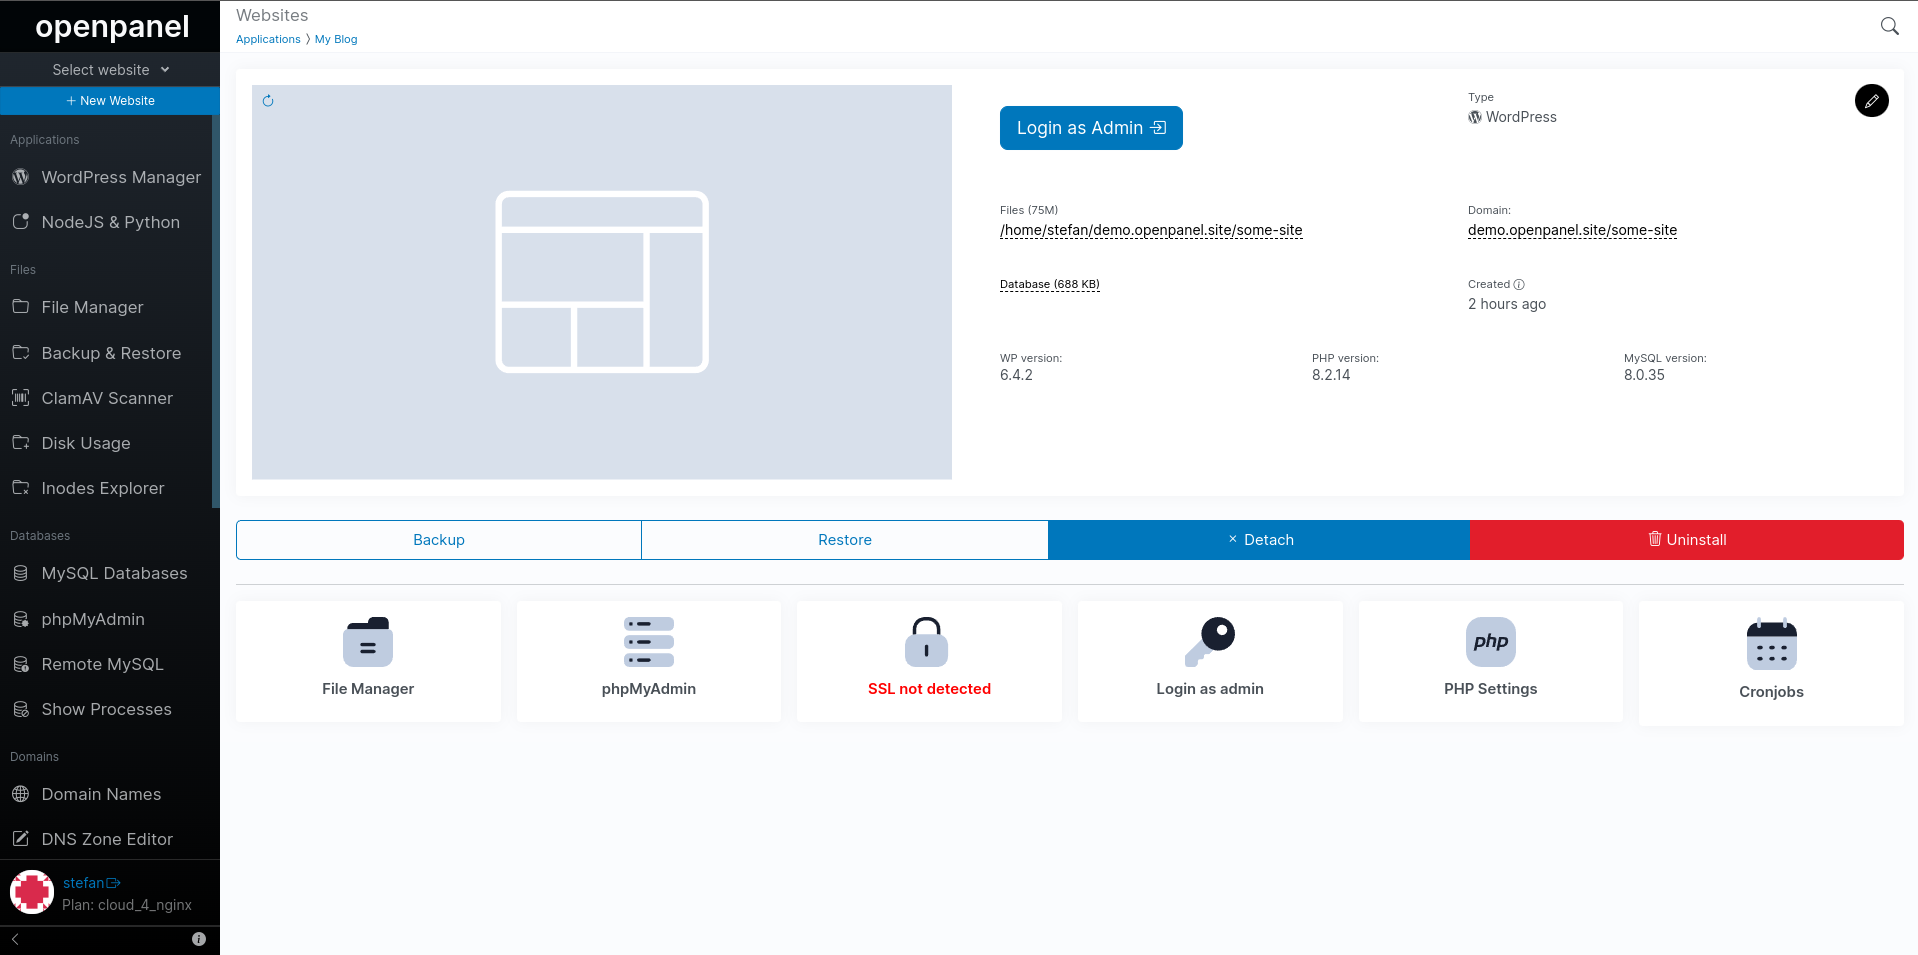 openpanel
Select website
+ New Website
Applications
WordPress Manager
NodeJS & Python
Files
File Manager
Backup & Restore
ClamAV Scanner
Disk Usage
Inodes Explorer
Databases
MySQL Databases
phpMyAdmin
Remote MySQL
Show Processes
Domains
Domain Names
DNS Zone Editor
stefan
Plan: cloud_4_nginx
Websites
Applications 〉 My Blog
Login as Admin
Type
WordPress
Files (75M)
/home/stefan/demo.openpanel.site/some-site
Domain:
demo.openpanel.site/some-site
Database (688 KB)
Created
2 hours ago
WP version:
6.4.2
PHP version:
8.2.14
MySQL version:
8.0.35
Backup
Restore
× Detach
Uninstall
File Manager
phpMyAdmin
SSL not detected
Login as admin
php
PHP Settings
Cronjobs